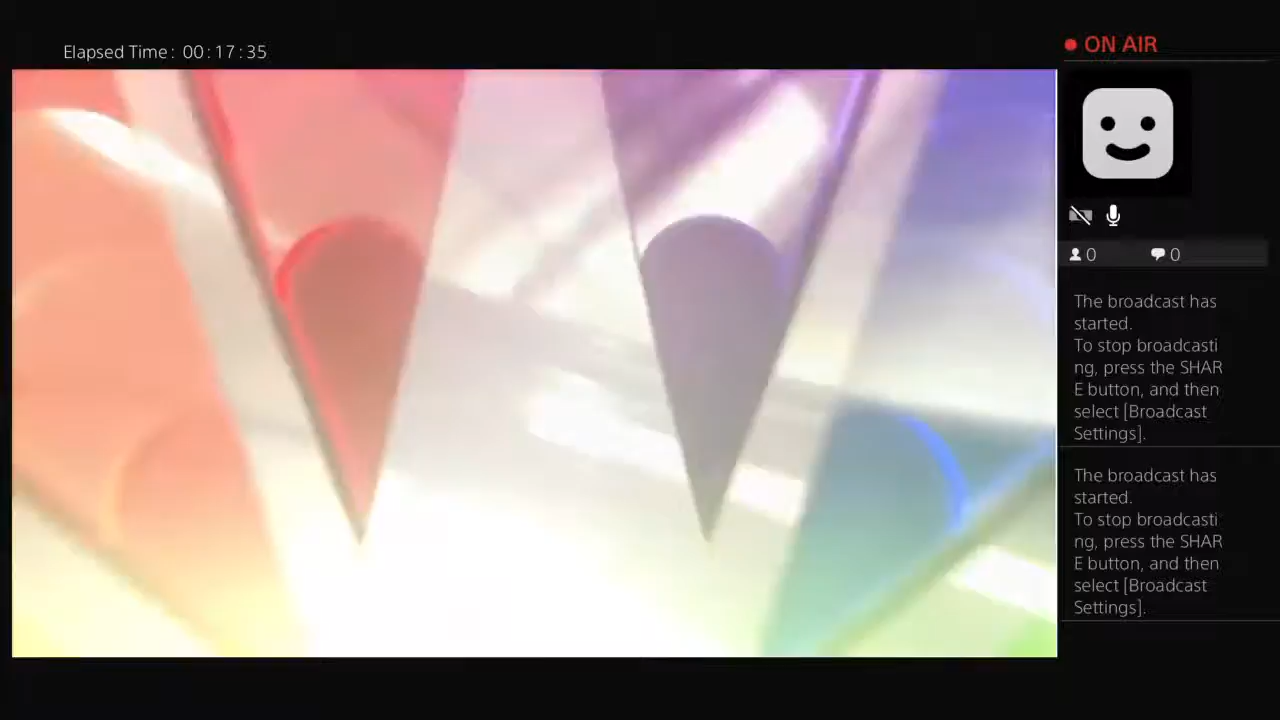 Elapsed Time: 00:17:35
ON AIR
0
0
The broadcast has
started.
To stop broadcasti
ng, press the SHAR
E button, and then
select [Broadcast
Settings].
The broadcast has
started.
To stop broadcasti
ng, press the SHAR
E button, and then
select [Broadcast
Settings].